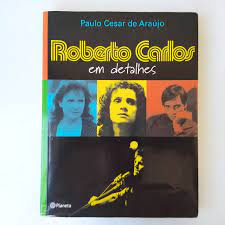 Paulo Cesar de Araújo
Roberto Carlos
em detalhes
Planeta